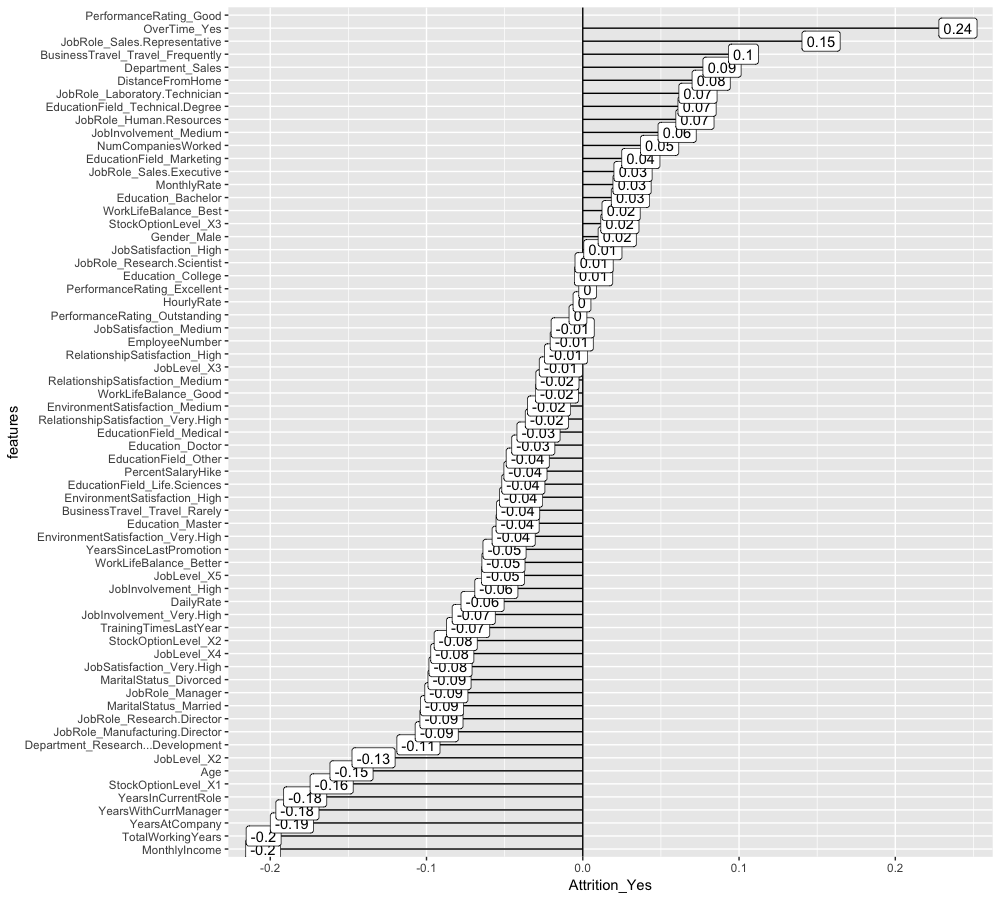 PerformanceRating_Good
OverTime_Yes 0.24
JobRole_Sales.Representative 0.15
BusinessTravel_Travel_Frequently 0.1
Department_Sales 0.09
DistanceFromHome 0.08
JobRole_Laboratory.Technician 0.07
EducationField_Technical.Degree 0.07
JobRole_Human.Resources 0.07
JobInvolvement_Medium 0.06
NumCompaniesWorked 0.05
EducationField_Marketing 0.04
JobRole_Sales.Executive 0.03
MonthlyRate 0.03
Education_Bachelor 0.03
WorkLifeBalance_Best 0.02
StockOptionLevel_X3 0.02
Gender_Male 0.02
JobSatisfaction_High 0.01
JobRole_Research.Scientist 0.01
Education_College 0.01
PerformanceRating_Excellent 0
HourlyRate 0
PerformanceRating_Outstanding 0
JobSatisfaction_Medium -0.01
EmployeeNumber -0.01
RelationshipSatisfaction_High -0.01
JobLevel_X3 -0.01
RelationshipSatisfaction_Medium -0.02
WorkLifeBalance_Good -0.02
EnvironmentSatisfaction_Medium -0.02
RelationshipSatisfaction_Very.High -0.02
EducationField_Medical -0.03
Education_Doctor -0.03
EducationField_Other -0.04
PercentSalaryHike -0.04
EducationField_Life.Sciences -0.04
EnvironmentSatisfaction_High -0.04
BusinessTravel_Travel_Rarely -0.04
Education_Master -0.04
EnvironmentSatisfaction_Very.High -0.04
YearsSinceLastPromotion -0.05
WorkLifeBalance_Better -0.05
JobLevel_X5 -0.05
JobInvolvement_High -0.06
DailyRate -0.06
JobInvolvement_Very.High -0.07
TrainingTimesLastYear -0.07
StockOptionLevel_X2 -0.08
JobLevel_X4 -0.08
JobSatisfaction_Very.High -0.08
MaritalStatus_Divorced -0.09
JobRole_Manager -0.09
MaritalStatus_Married -0.09
JobRole_Research.Director -0.09
JobRole_Manufacturing.Director -0.09
Department_Research...Development -0.11
JobLevel_X2 -0.13
Age -0.15
StockOptionLevel_X1 -0.16
YearsInCurrentRole -0.18
YearsWithCurrManager -0.18
YearsAtCompany -0.19
TotalWorkingYears -0.2
MonthlyIncome -0.2
features
-0.2 -0.1 0.0 0.1 0.2
Attrition_Yes